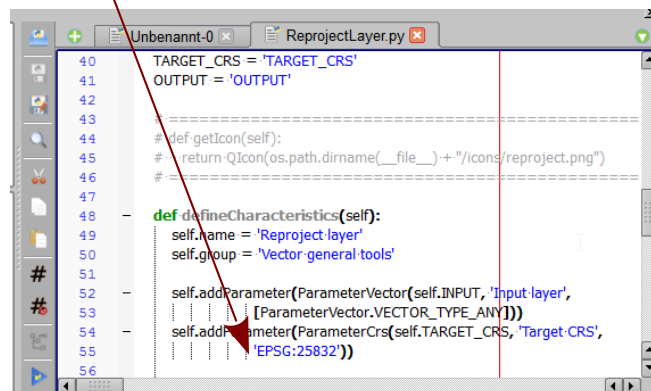 Unbenannt-0 ReprojectLayer.py
40 TARGET_CRS = 'TARGET_CRS'
41 OUTPUT = 'OUTPUT'
42
43 # ====================================================
44 # def getIcon(self):
45 # return QIcon(os.path.dirname(__file__) + "/icons/reproject.png")
46 # ====================================================
47
48 def defineCharacteristics(self):
49 self.name = 'Reproject layer'
50 self.group = 'Vector general tools'
51
52 self.addParameter(ParameterVector(self.INPUT, 'Input layer',
53 [ParameterVector.VECTOR_TYPE_ANY]))
54 self.addParameter(ParameterCrs(self.TARGET_CRS, 'Target CRS',
55 'EPSG:25832'))
56